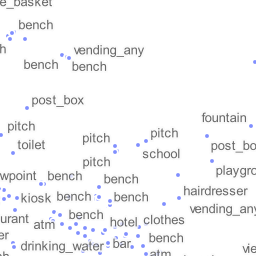 e_basket
bench
h
vending_any
bench
bench
post_box
fountain
pitch
pitch
pitch
toilet
post_bo
school
pitch
playgro
wpoint
bench
bench
hairdresser
bench
kiosk
bench
vending_any
urant
bench
atm
hotel
clothes
er
bench
drinking_water
bar
atm
vie